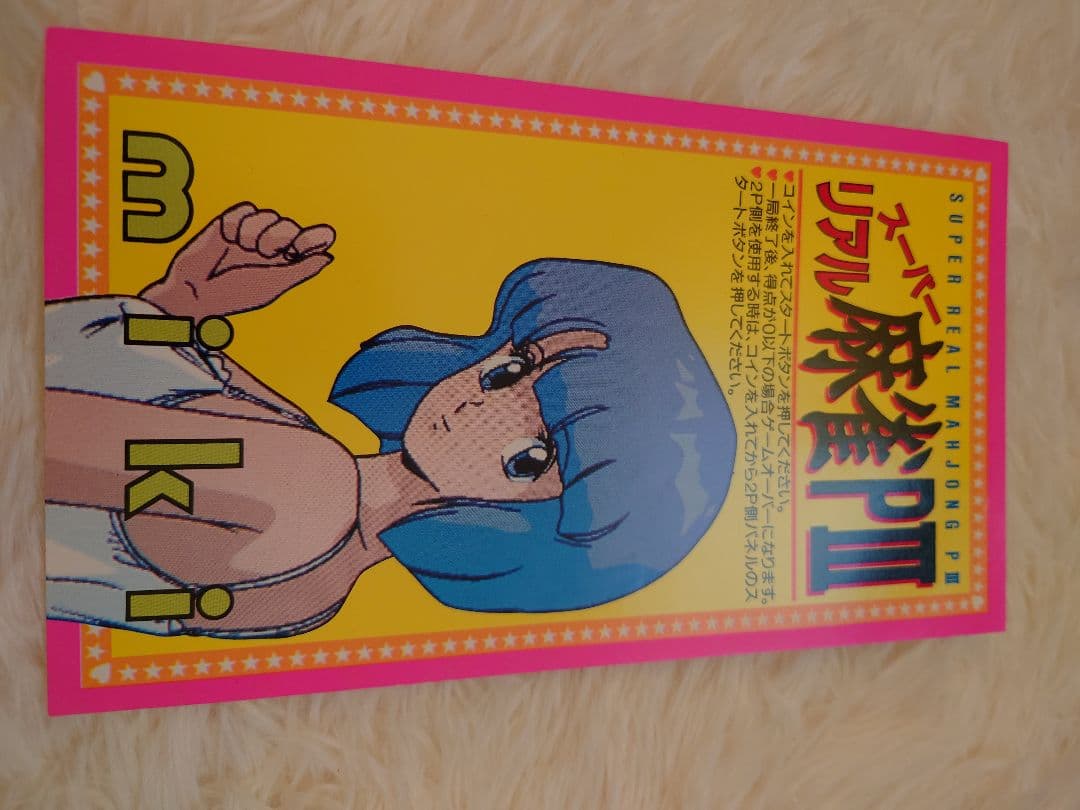 SUPER REAL MAHJONG PⅢ
スーパー
リアル麻雀PⅢ
♥コインを入れてスタートボタンを押してください。
♥一局終了後、得点が0以下の場合ゲームオーバーになります。
♥2P側を使用する時は、コインを入れてから2P側パネルのス
タートボタンを押してください。
miki